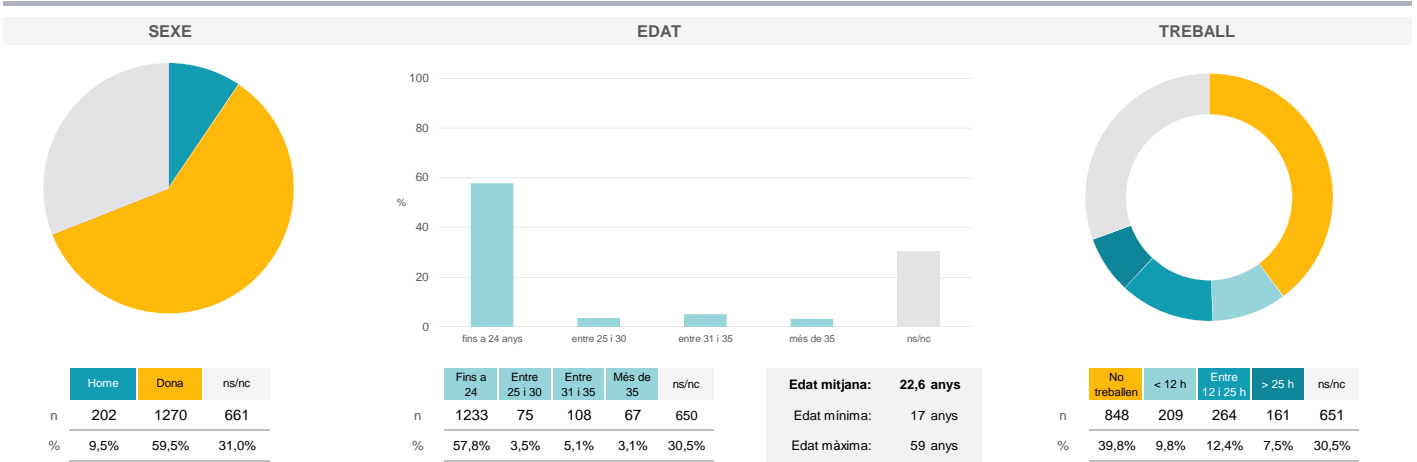 SEXE
EDAT
TREBALL
100
80
60
%
40
20
0
fins a 24 anys
entre 25 i 30
entre 31 i 35
més de 35
ns/nc
Home Dona ns/nc
n 202 1270 661
% 9,5% 59,5% 31,0%
Fins a 24 Entre 25 i 30 Entre 31 i 35 Més de 35 ns/nc
n 1233 75 108 67 650
% 57,8% 3,5% 5,1% 3,1% 30,5%
Edat mitjana: 22,6 anys
Edat mínima: 17 anys
Edat màxima: 59 anys
No treballen < 12 h Entre 12 i 25 h > 25 h ns/nc
n 848 209 264 161 651
% 39,8% 9,8% 12,4% 7,5% 30,5%